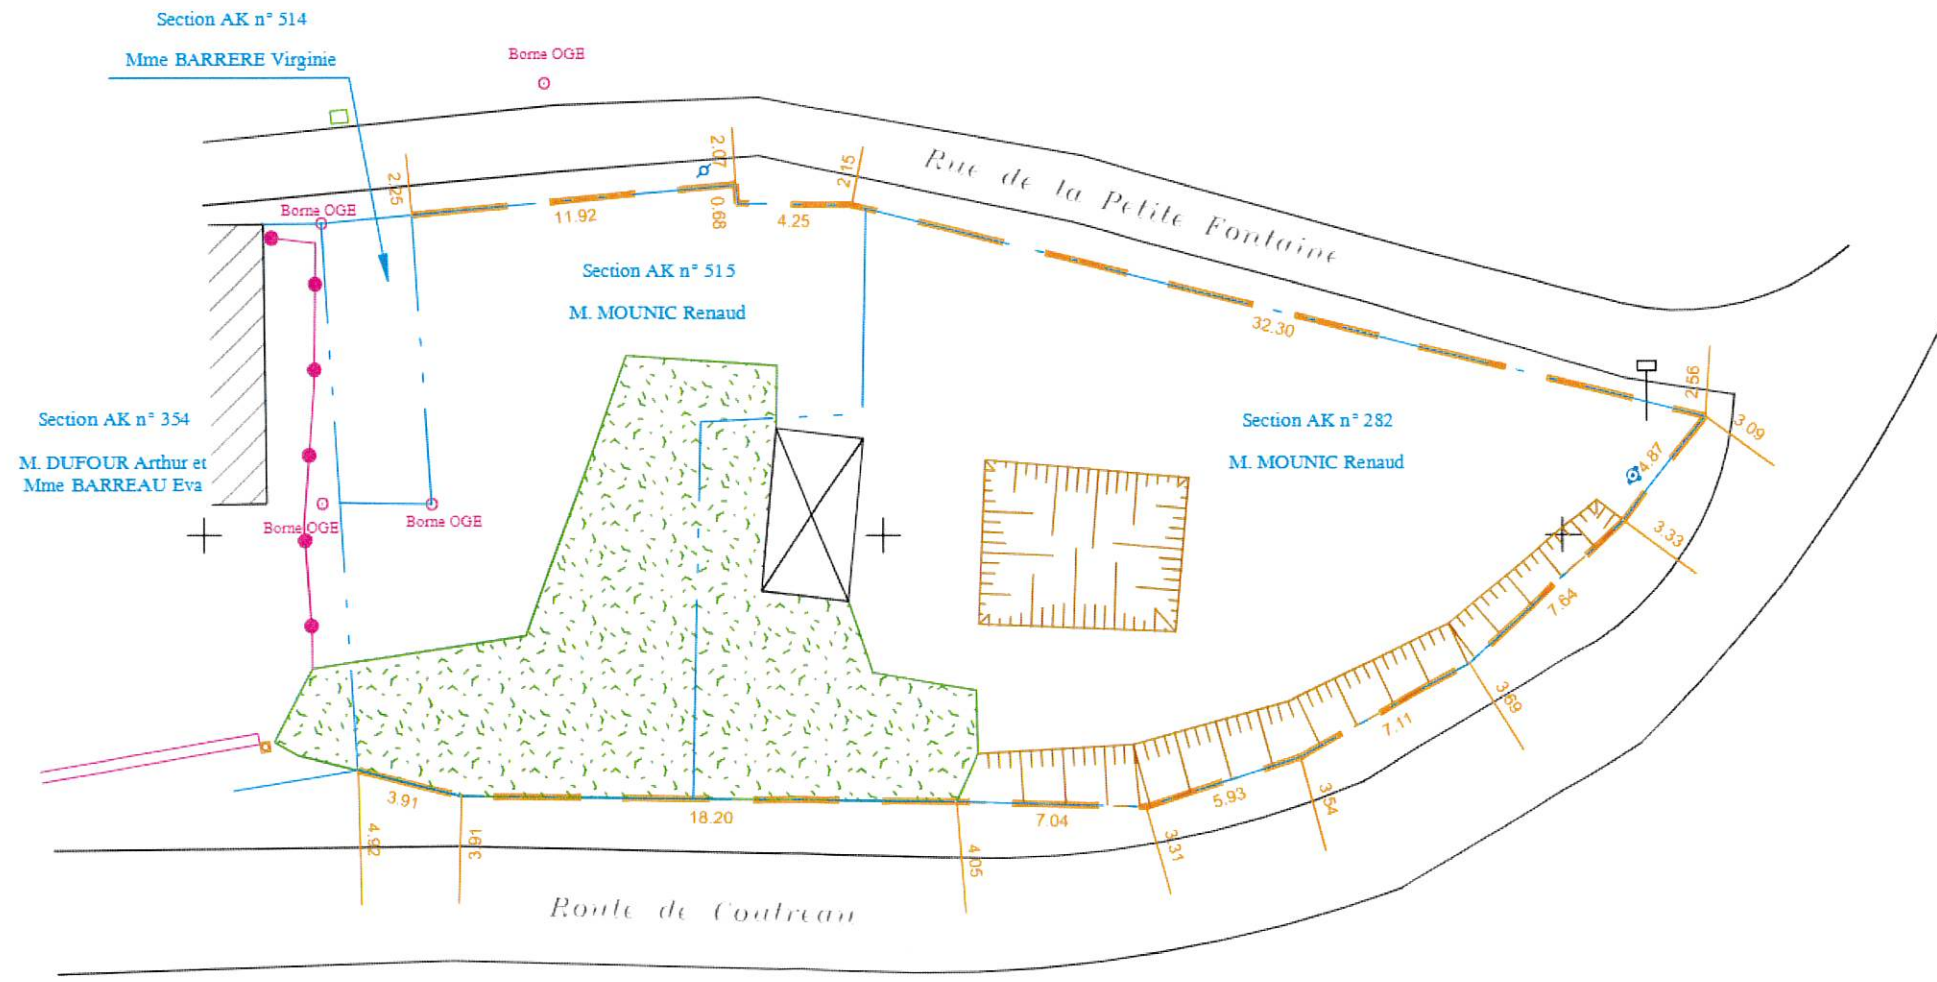 Section AK n° 514
Mme BARRERE Virginie
Borne OGE
2.25
2.07
2.15
Rue de la Petite Fontaine
Borne OGE
11.92
0.68
4.25
Section AK n° 515
M. MOUNIC Renaud
32.30
2.56
3.09
Section AK n° 354
M. DUFOUR Arthur et
Mme BARREAU Eva
Section AK n° 282
M. MOUNIC Renaud
4.87
Borne OGE
Borne OGE
3.33
7.64
3.69
7.11
5.93
3.54
3.91
18.20
7.04
4.92
3.91
4.05
3.31
Route de Coutreau